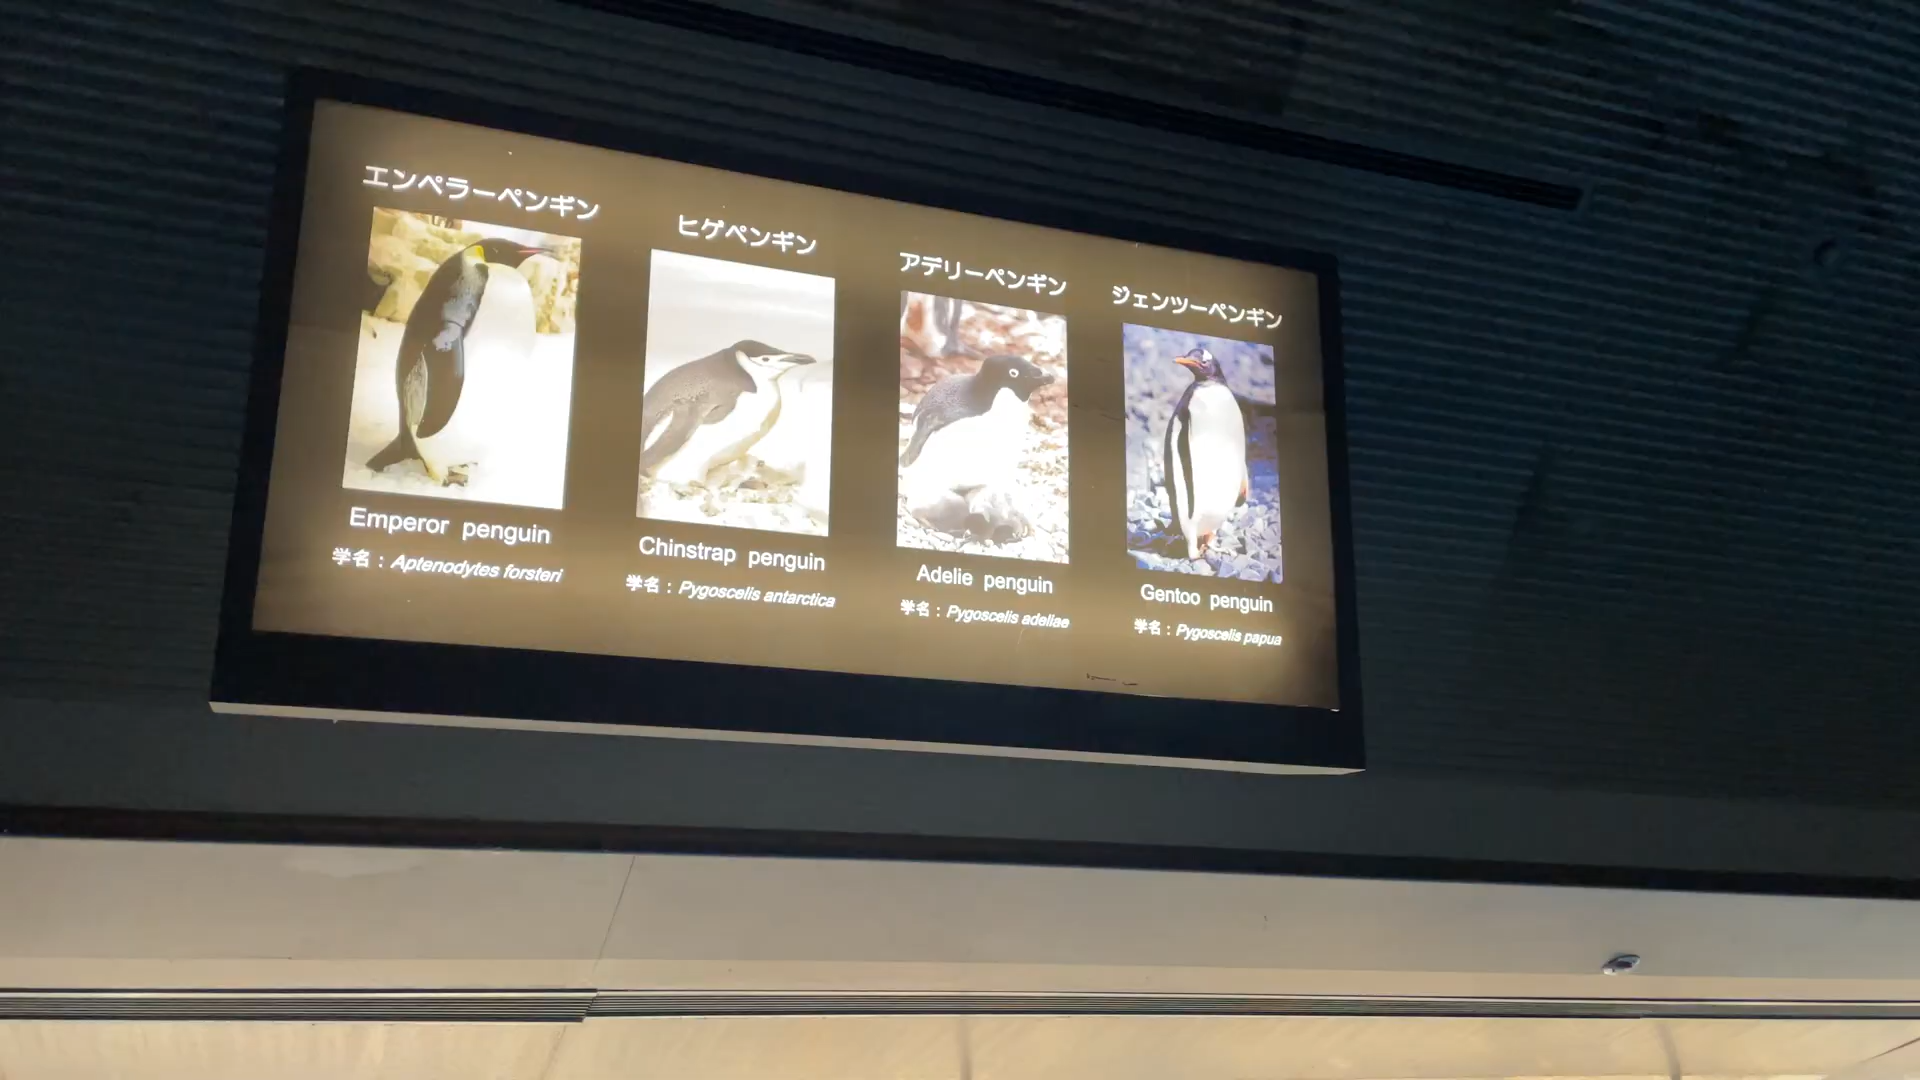 エンペラーペンギン
Emperor penguin
学名：Aptenodytes forsteri
ヒゲペンギン
Chinstrap penguin
学名：Pygoscelis antarctica
アデリーペンギン
Adelie penguin
学名：Pygoscelis adeliae
ジェンツーペンギン
Gentoo penguin
学名：Pygoscelis papua